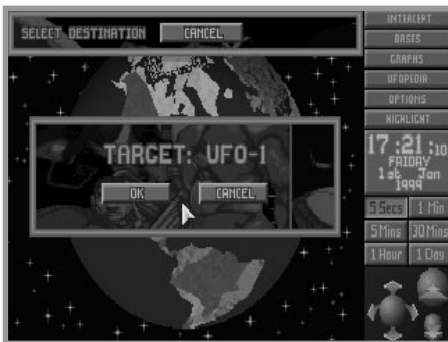 SELECT DESTINATION
CANCEL
TARGET: UFO-1
OK
CANCEL
INTERCEPT
BASES
GRAPHS
UFOPEDIA
OPTIONS
HIGHLIGHT
17:21:10
FRIDAY
1st Jan
1999
5 Secs
1 Min
5 Mins
30 Mins
1 Hour
1 Day